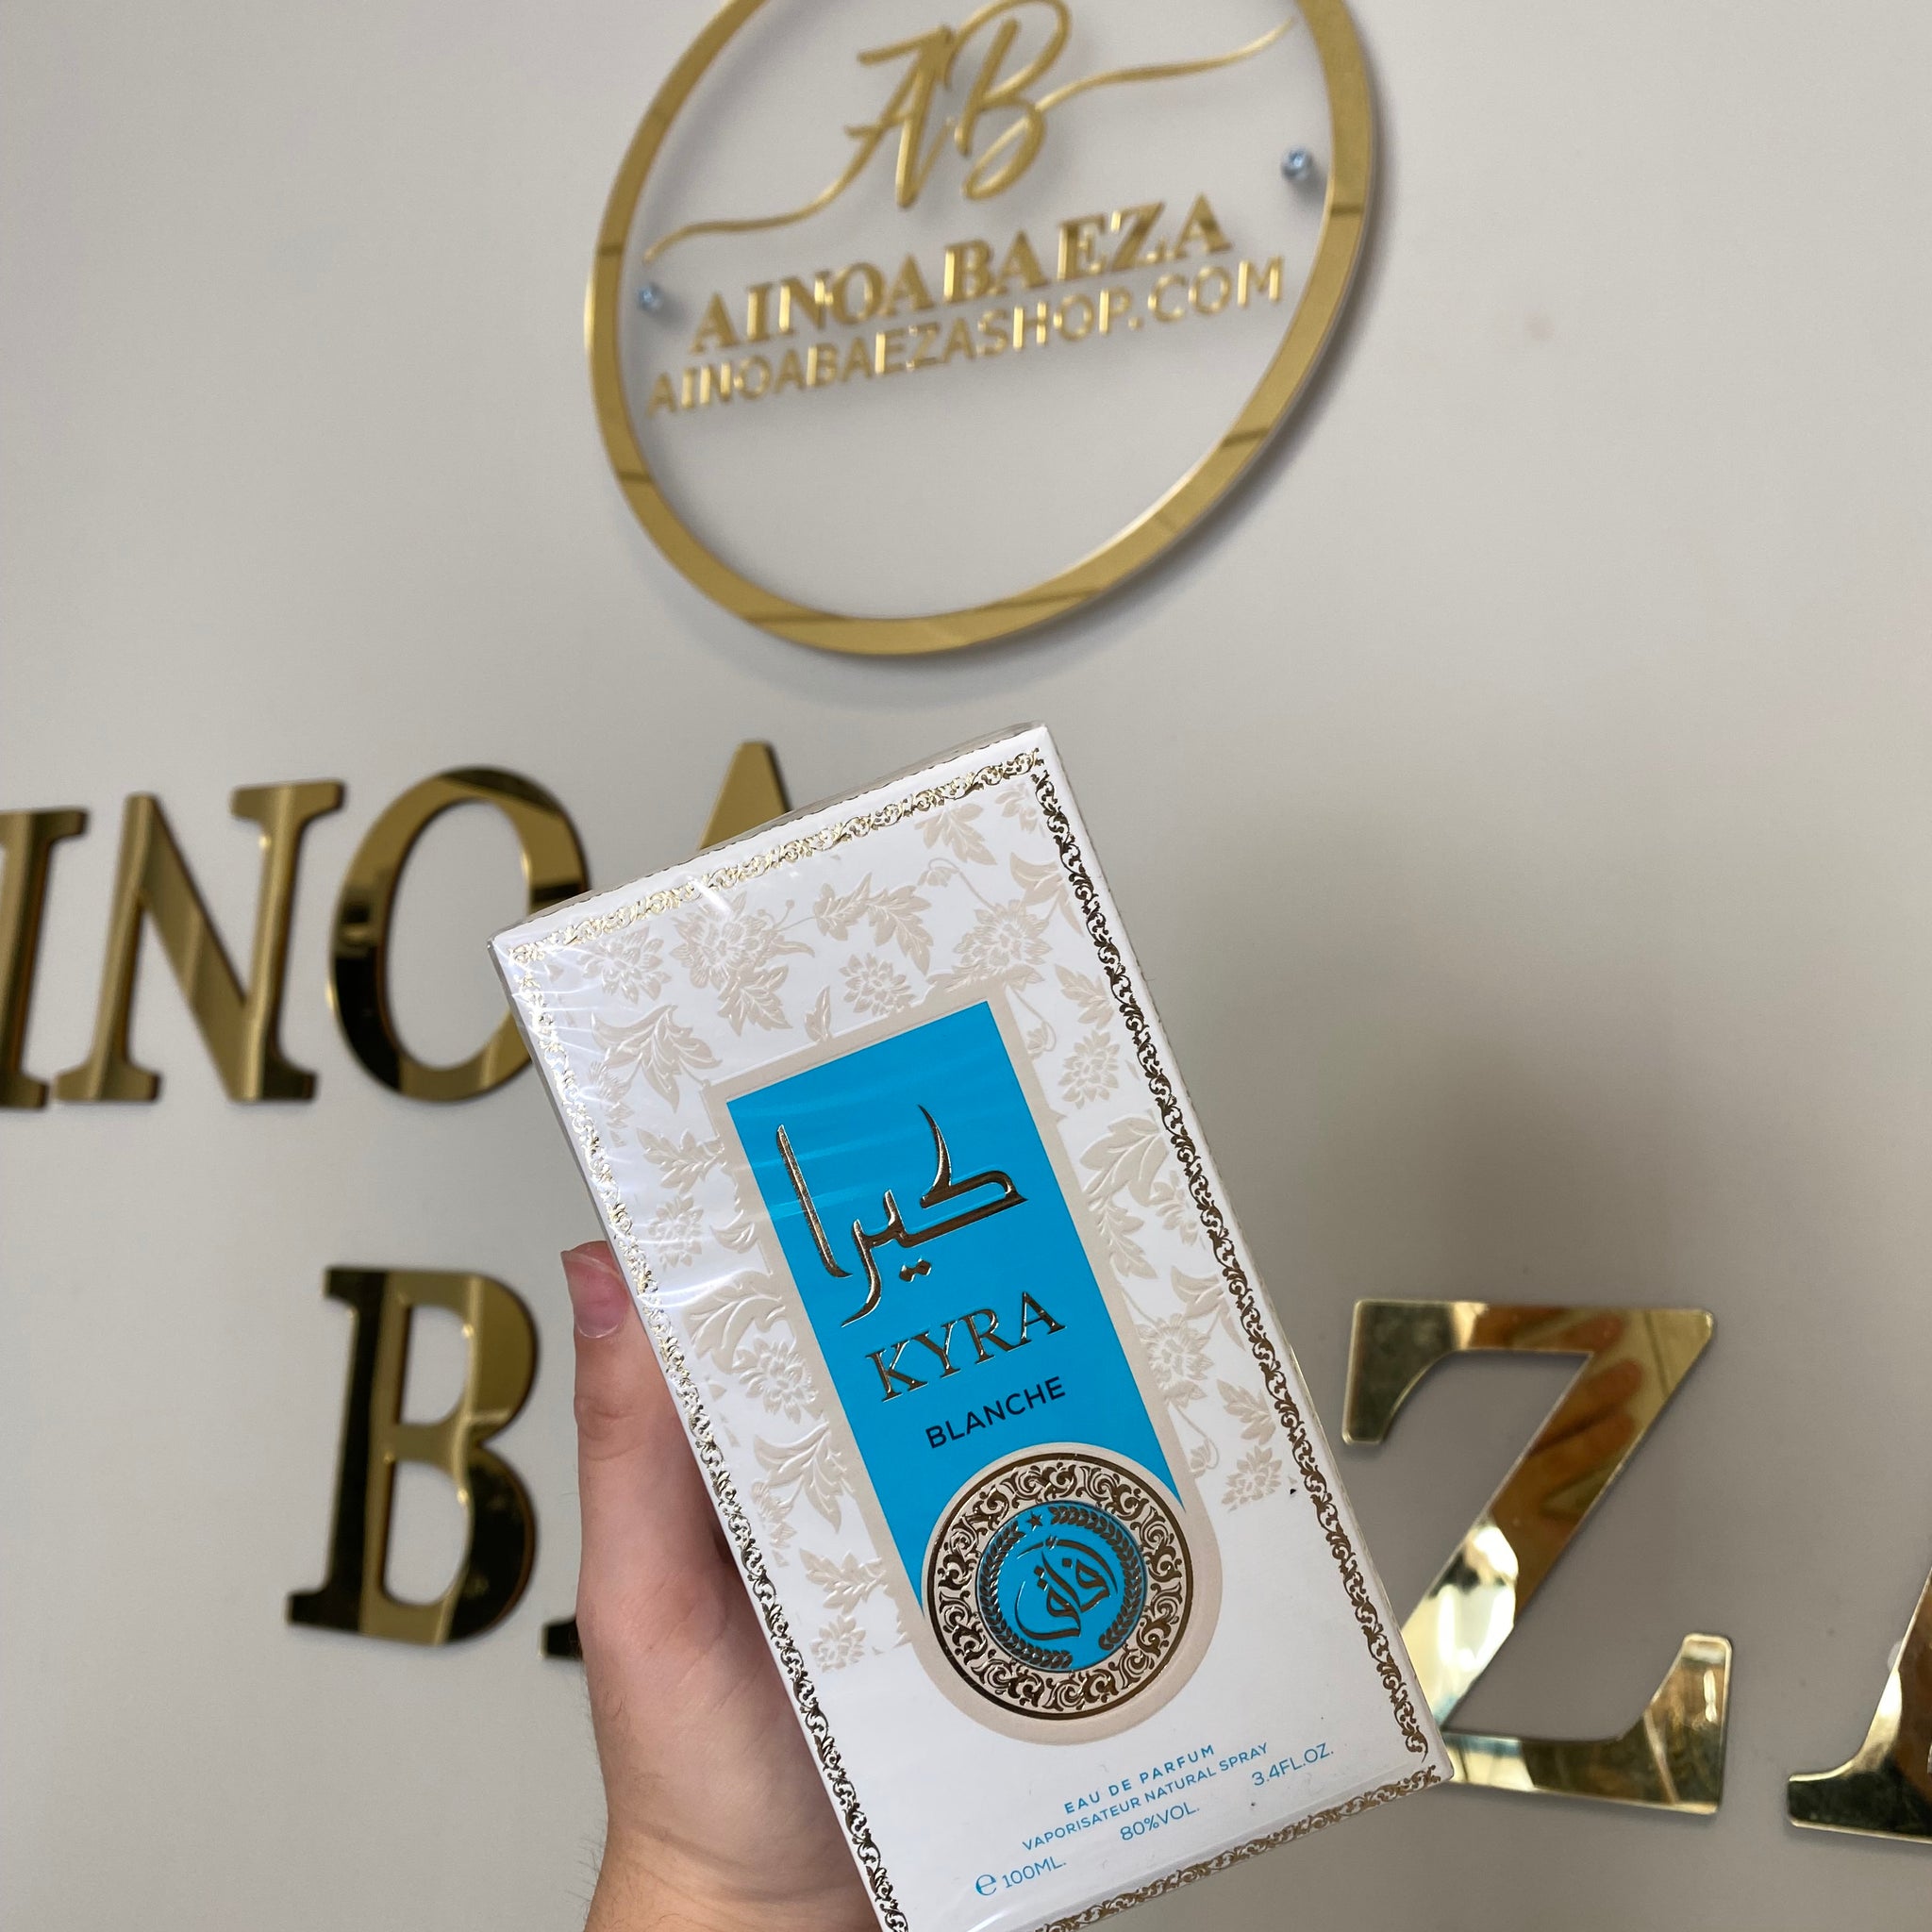 AB
AINOABAEZA
AINOABAEZASHOP.COM
INOA
B
Z
كيرا
KYRA
BLANCHE
EAU DE PARFUM
VAPORISATEUR NATURAL SPRAY
e 100ML. 80%VOL. 3.4FL.OZ.